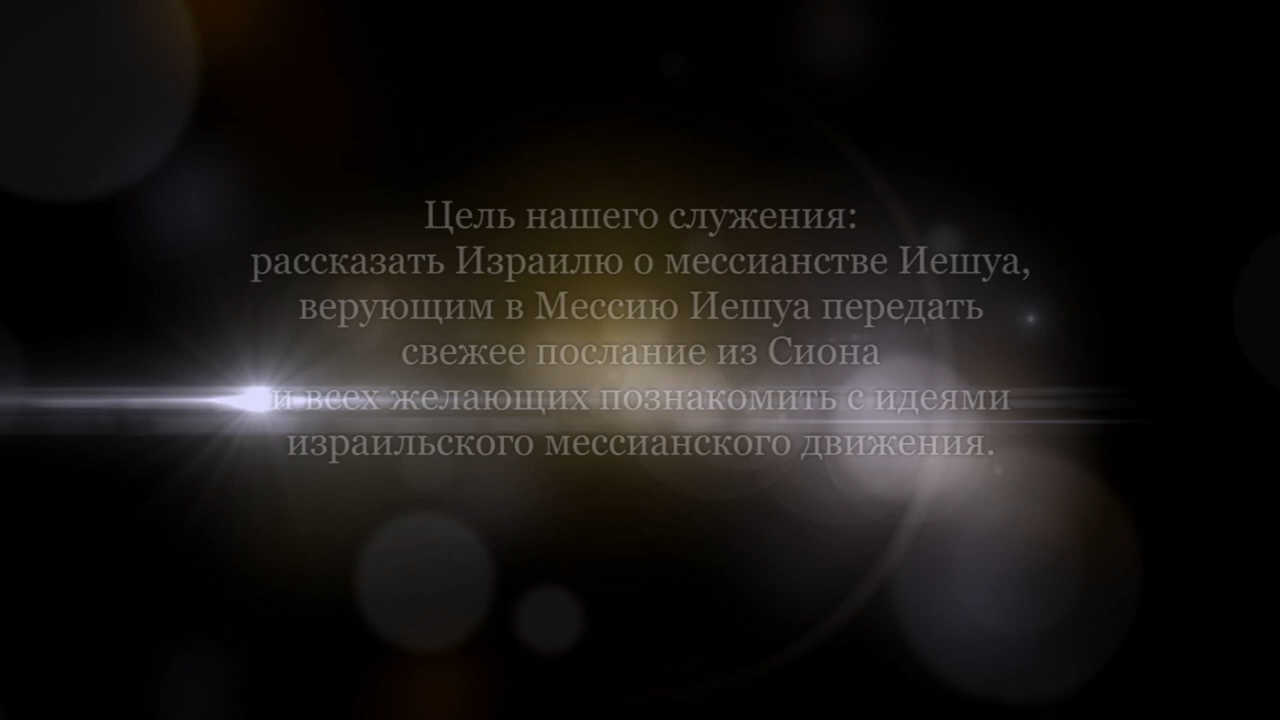 Цель нашего служения:
рассказать Израилю о мессианстве Иешуа,
верующим в Мессию Иешуа передать
свежее послание из Сиона
и всех желающих познакомить с идеями
израильского мессианского движения.